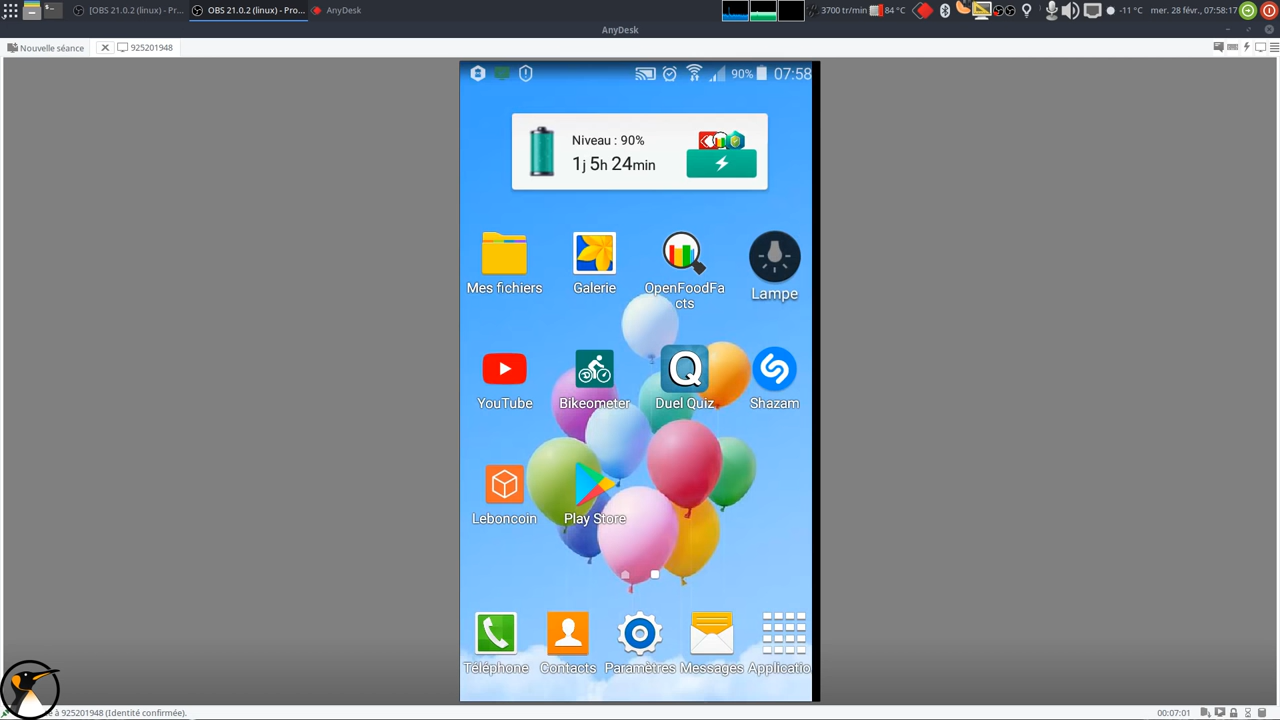 [OBS 21.0.2 (linux) - Pr...
OBS 21.0.2 (linux) - Pro...
AnyDesk
3700 tr/min
84 °C
-11 °C
mer. 28 févr., 07:58:17
AnyDesk
Nouvelle séance
925201948
90%
07:58
Niveau : 90%
1j 5h 24min
Mes fichiers
Galerie
OpenFoodFa
cts
Lampe
YouTube
Bikeometer
Duel Quiz
Shazam
Leboncoin
Play Store
Téléphone
Contacts
Paramètres
Messages
Applicatio
à 925201948 (Identité confirmée).
00:07:01